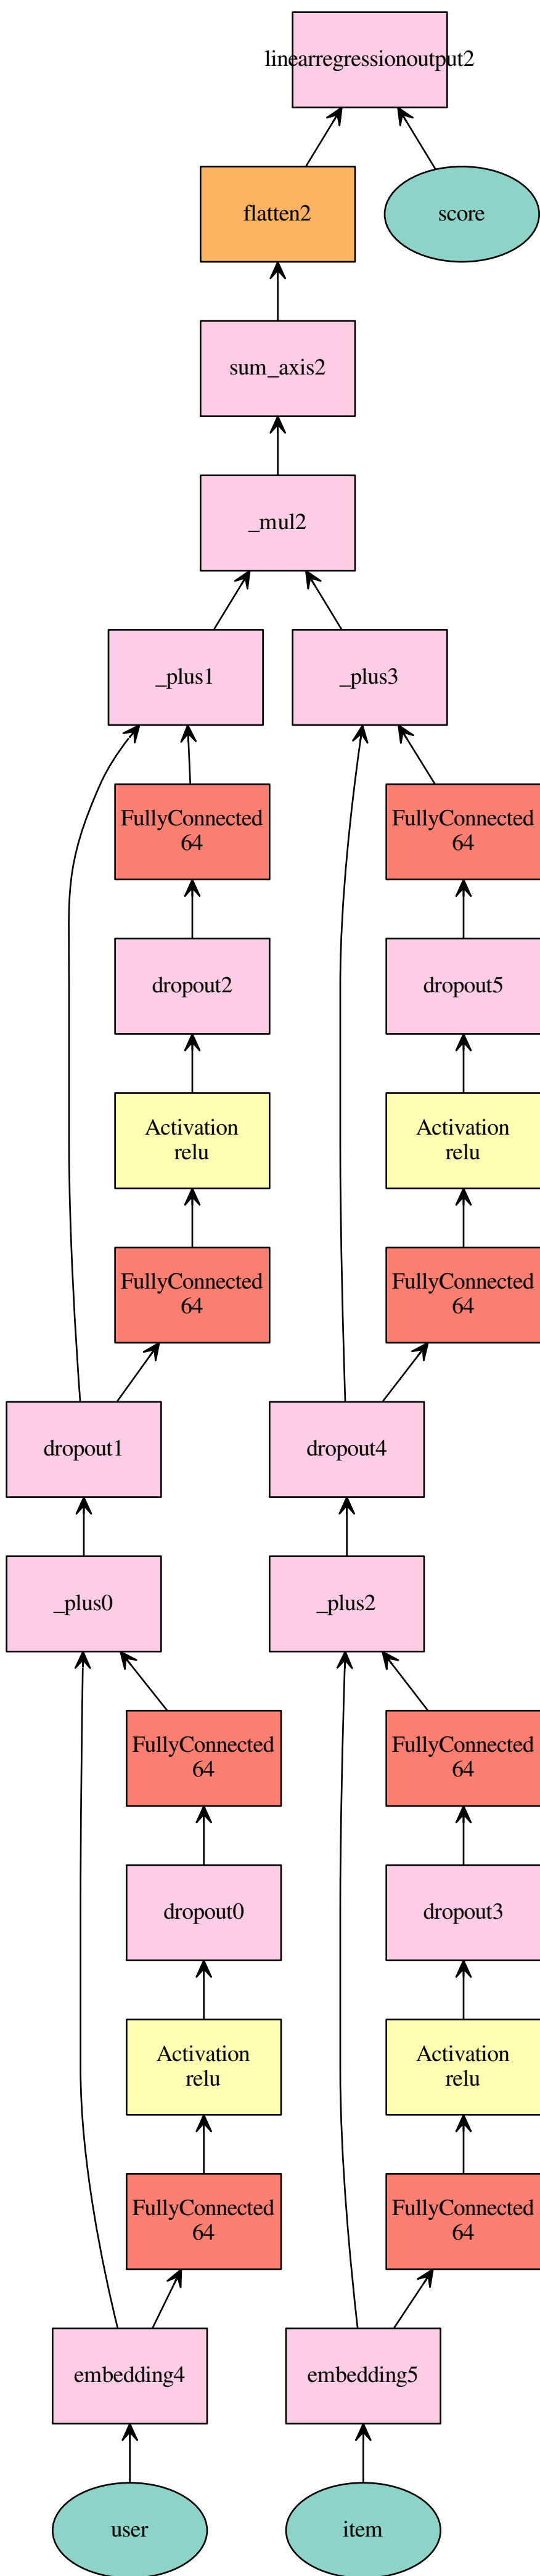 linearregressionoutput2
flatten2
score
sum_axis2
_mul2
_plus1
_plus3
FullyConnected
64
FullyConnected
64
dropout2
dropout5
Activation
relu
Activation
relu
FullyConnected
64
FullyConnected
64
dropout1
dropout4
_plus0
_plus2
FullyConnected
64
FullyConnected
64
dropout0
dropout3
Activation
relu
Activation
relu
FullyConnected
64
FullyConnected
64
embedding4
embedding5
user
item